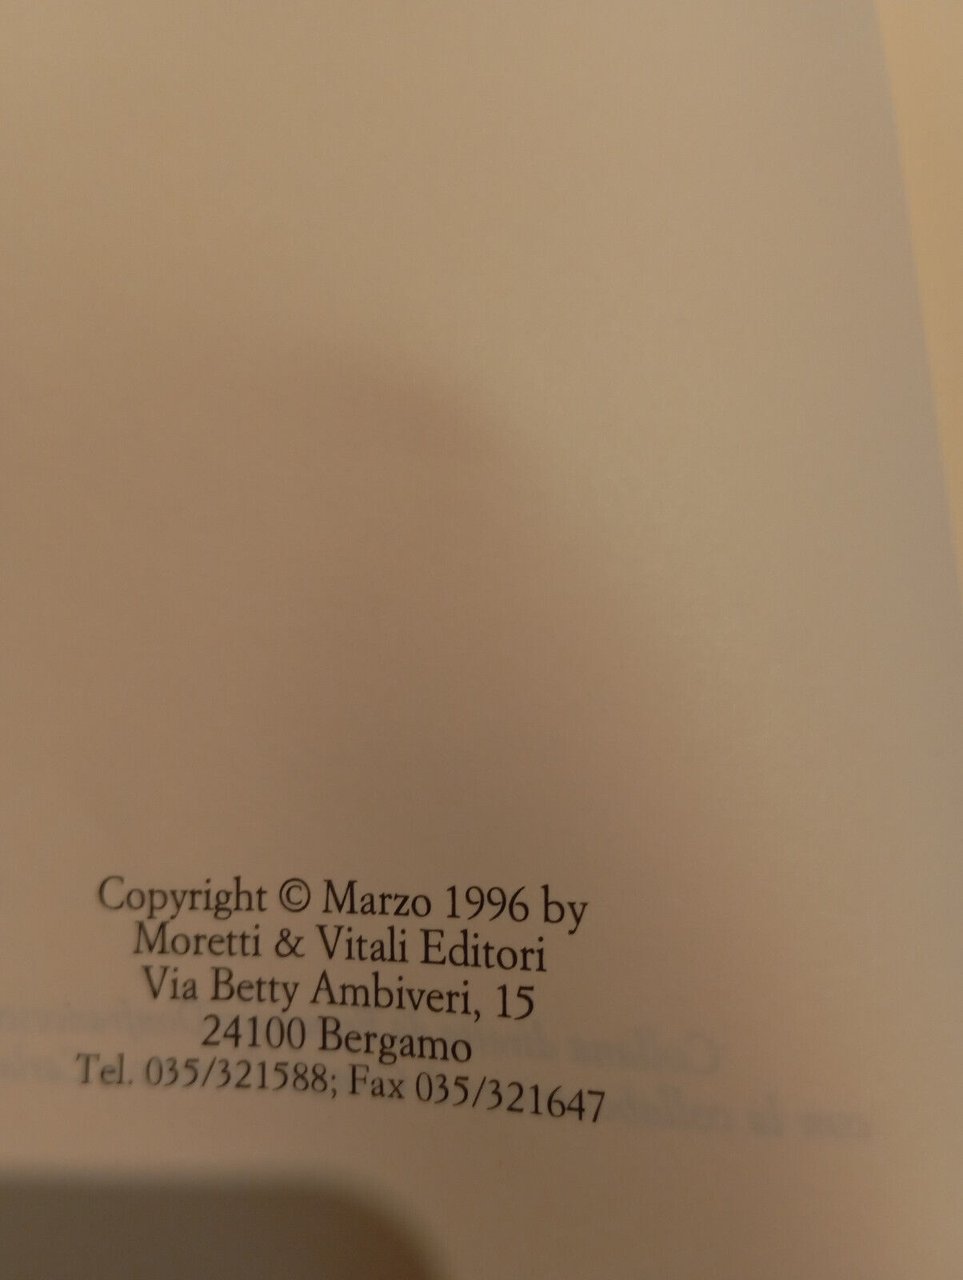 Copyright © Marzo 1996 by
Moretti & Vitali Editori
Via Betty Ambiveri, 15
24100 Bergamo
Tel. 035/321588; Fax 035/321647